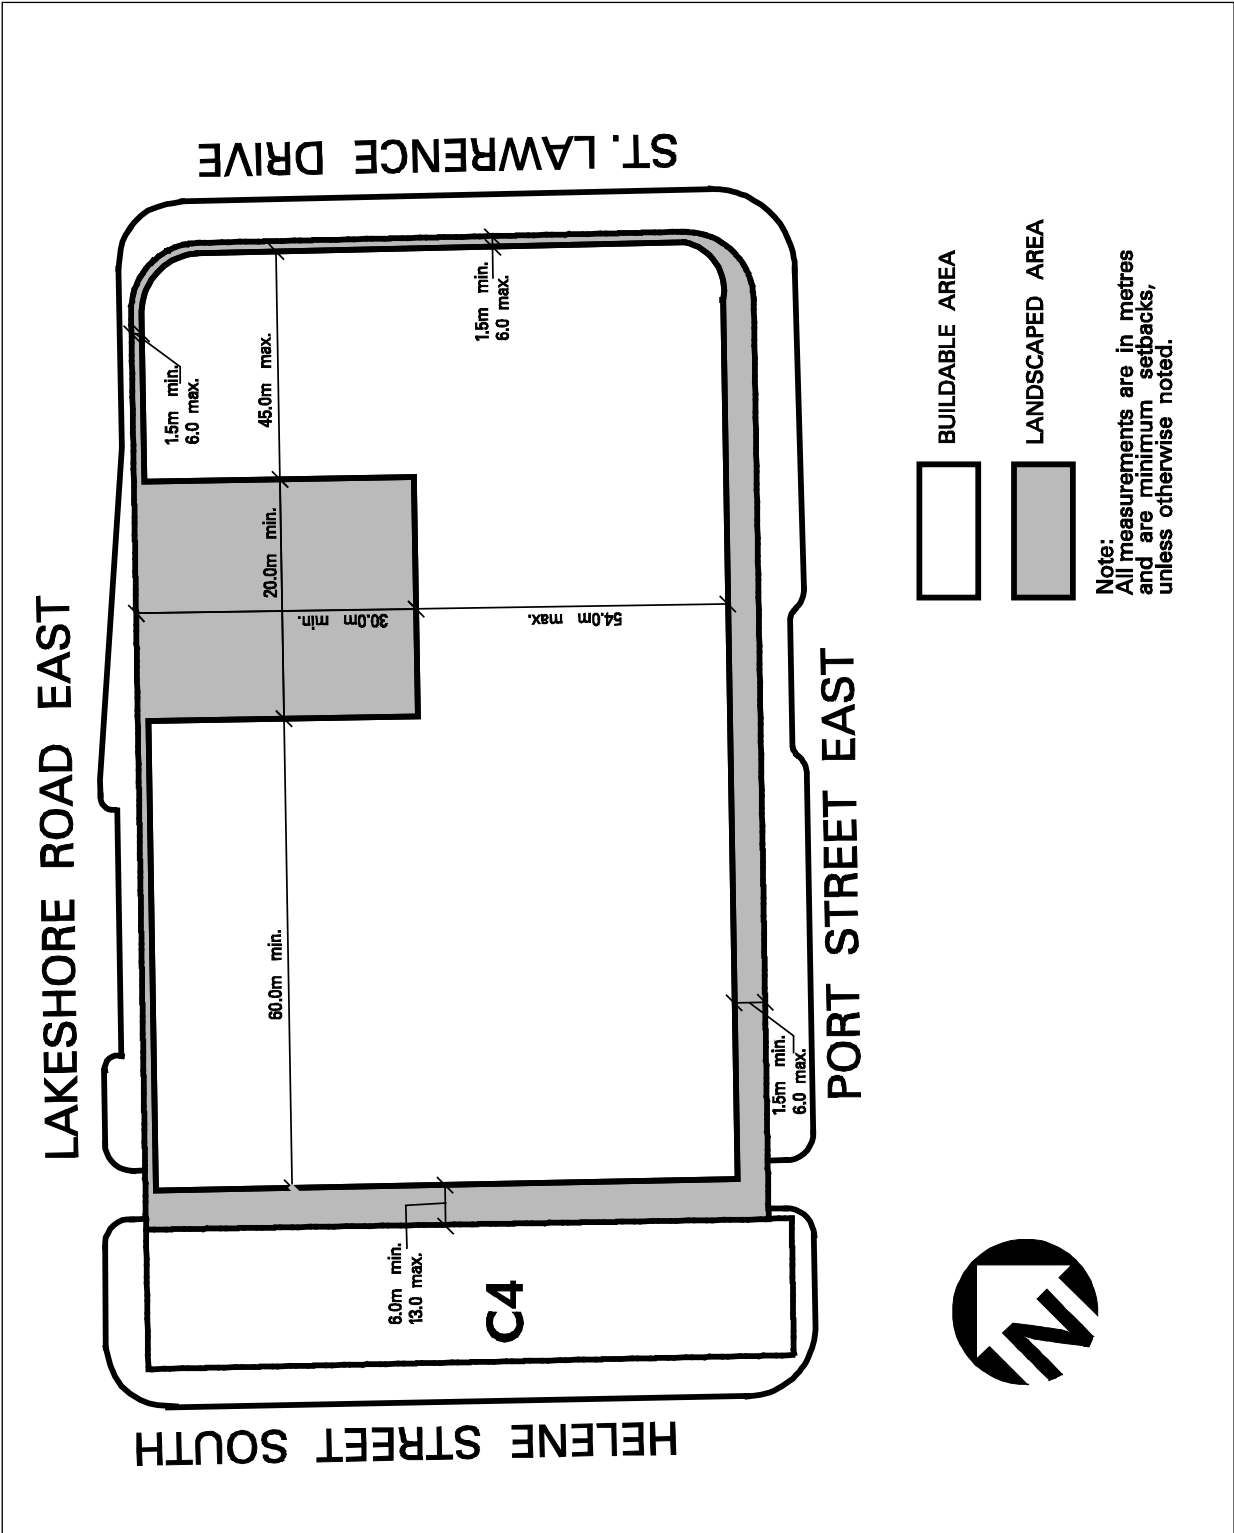 ST. LAWRENCE DRIVE
LAKESHORE ROAD EAST
PORT STREET EAST
HELENE STREET SOUTH
1.5m min.
6.0 max.
45.0m max.
1.5m min.
6.0 max.
20.0m min.
30.0m min.
54.0m max.
60.0m min.
1.5m min.
6.0 max.
6.0m min.
13.0 max.
C4
BUILDABLE AREA
LANDSCAPED AREA
Note:
All measurements are in metres
and are minimum setbacks,
unless otherwise noted.
N